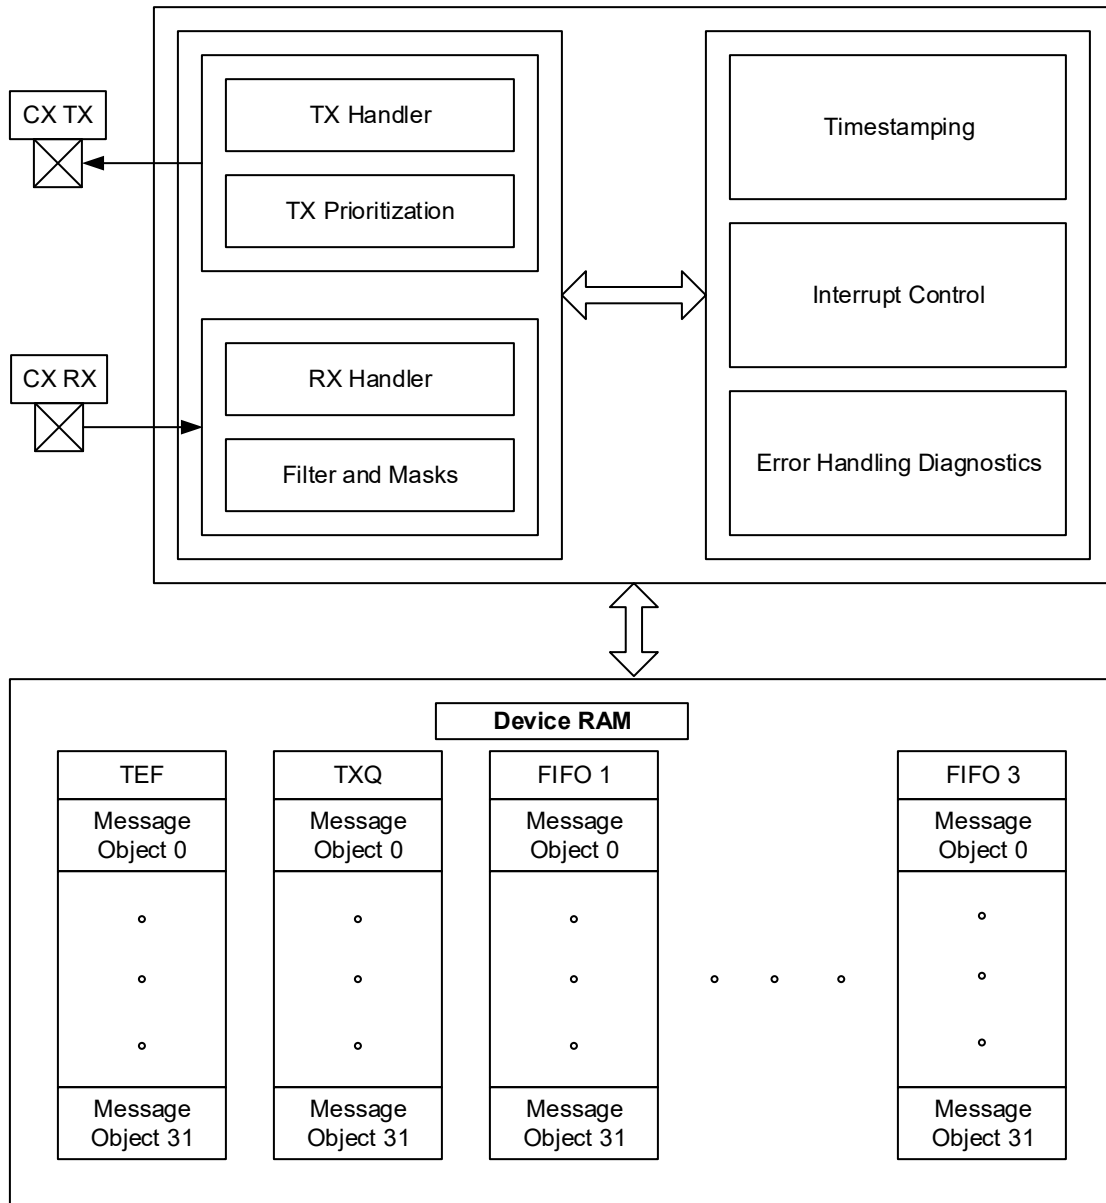 CX TX
TX Handler
TX Prioritization
CX RX
RX Handler
Filter and Masks
Timestamping
Interrupt Control
Error Handling Diagnostics
Device RAM
TEF
Message
Object 0
Message
Object 31
TXQ
Message
Object 0
Message
Object 31
FIFO 1
Message
Object 0
Message
Object 31
FIFO 3
Message
Object 0
Message
Object 31